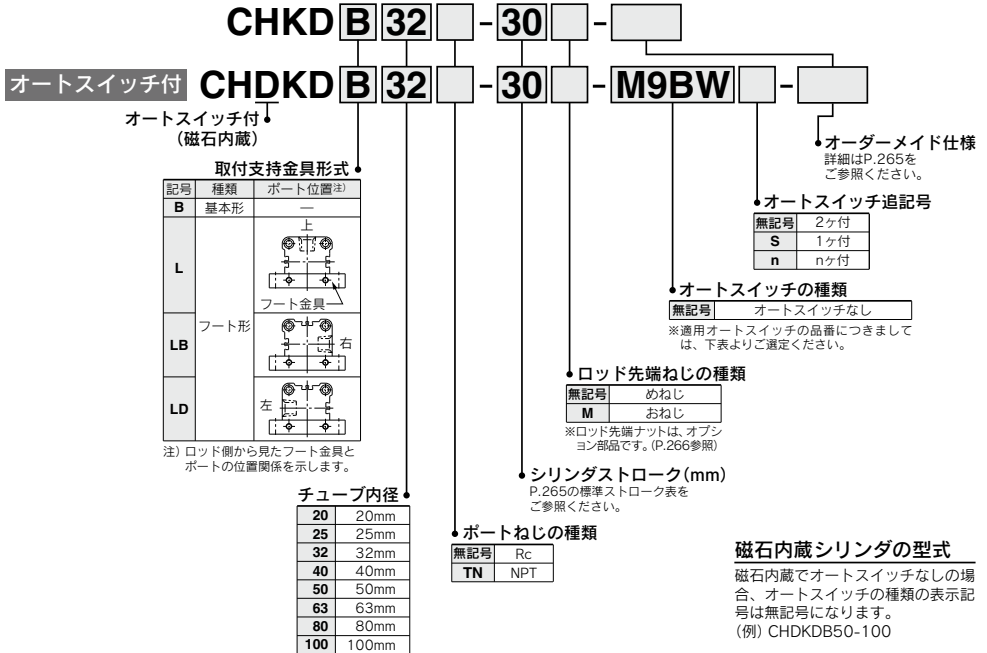 CHKD B 32 - 30 -
オートスイッチ付 CHDKD B 32 - 30 - M9BW -
オートスイッチ付
(磁石内蔵)
取付支持金具形式
記号 種類 ポート位置注)
B 基本形 —
L フート形 上
フート金具
LB 右
LD 左
注) ロッド側から見たフート金具と
ポートの位置関係を示します。
チューブ内径
20 20mm
25 25mm
32 32mm
40 40mm
50 50mm
63 63mm
80 80mm
100 100mm
ポートねじの種類
無記号 Rc
TN NPT
シリンダストローク(mm)
P.265の標準ストローク表を
ご参照ください。
ロッド先端ねじの種類
無記号 めねじ
M おねじ
※ロッド先端ナットは、オプシ
ョン部品です。(P.266参照)
オートスイッチの種類
無記号 オートスイッチなし
※適用オートスイッチの品番につきまして
は、下表よりご選定ください。
オートスイッチ追記号
無記号 2ヶ付
S 1ヶ付
n nヶ付
オーダーメイド仕様
詳細はP.265を
ご参照ください。
磁石内蔵シリンダの型式
磁石内蔵でオートスイッチなしの場
合、オートスイッチの種類の表示記
号は無記号になります。
(例) CHDKDB50-100